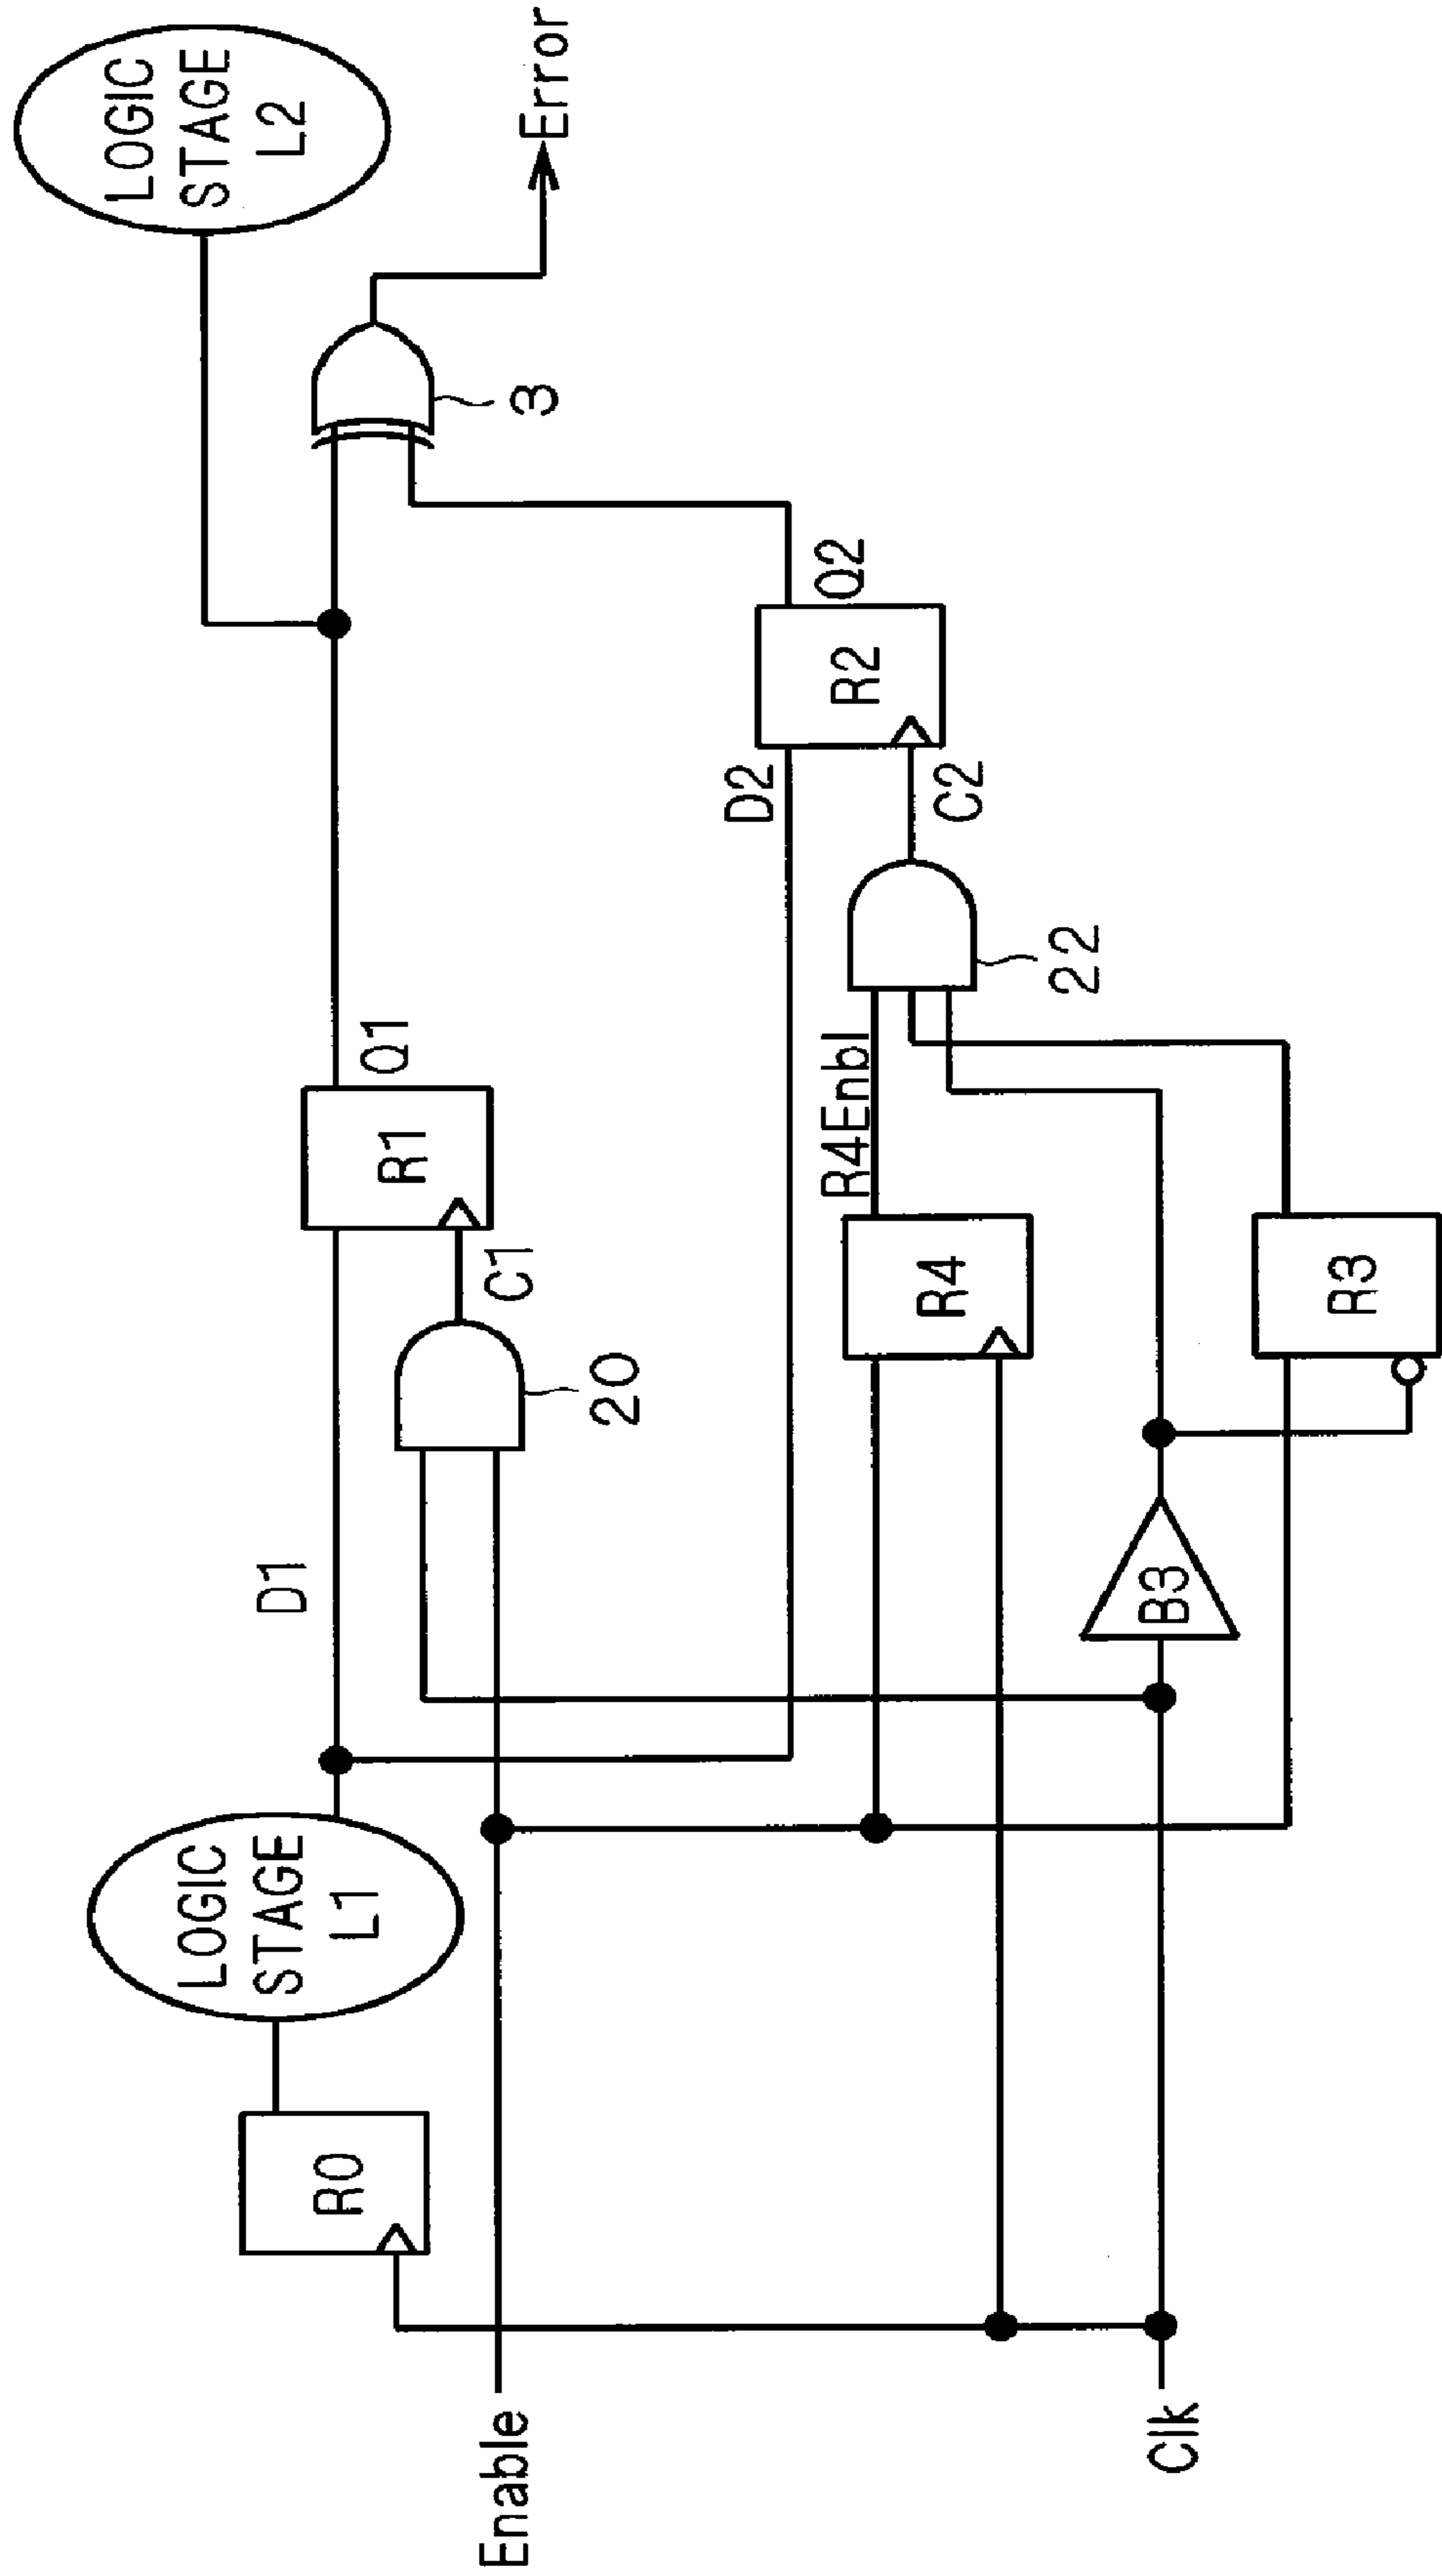 LOGIC
STAGE
L2
Error
3
Q2
R2
D2
C2
22
Q1
R1
C1
20
R4Enbl
R4
R3
D1
B3
LOGIC
STAGE
L1
R0
Enable
Clk